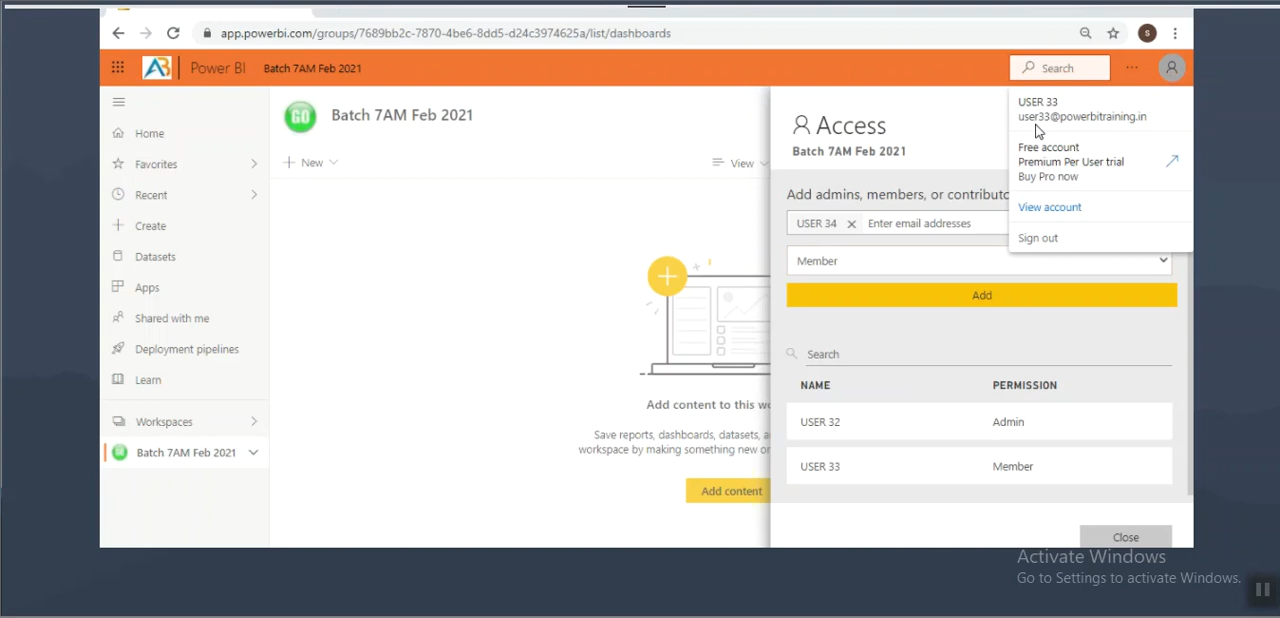 app.powerbi.com/groups/7689bb2c-7870-4be6-8dd5-d24c3974625a/list/dashboards
S
AB
Power BI
Batch 7AM Feb 2021
Search
USER 33
user33@powerbitraining.in
Free account
Premium Per User trial
Buy Pro now
View account
Sign out
Home
Favorites
Recent
Create
Datasets
Apps
Shared with me
Deployment pipelines
Learn
Workspaces
Batch 7AM Feb 2021
GO
Batch 7AM Feb 2021
New
View
Add content to this wo
Save reports, dashboards, datasets, a
workspace by making something new or
Add content
Access
Batch 7AM Feb 2021
Add admins, members, or contributo
USER 34
Enter email addresses
Member
Add
Search
NAME PERMISSION
USER 32 Admin
USER 33 Member
Close
Activate Windows
Go to Settings to activate Windows.